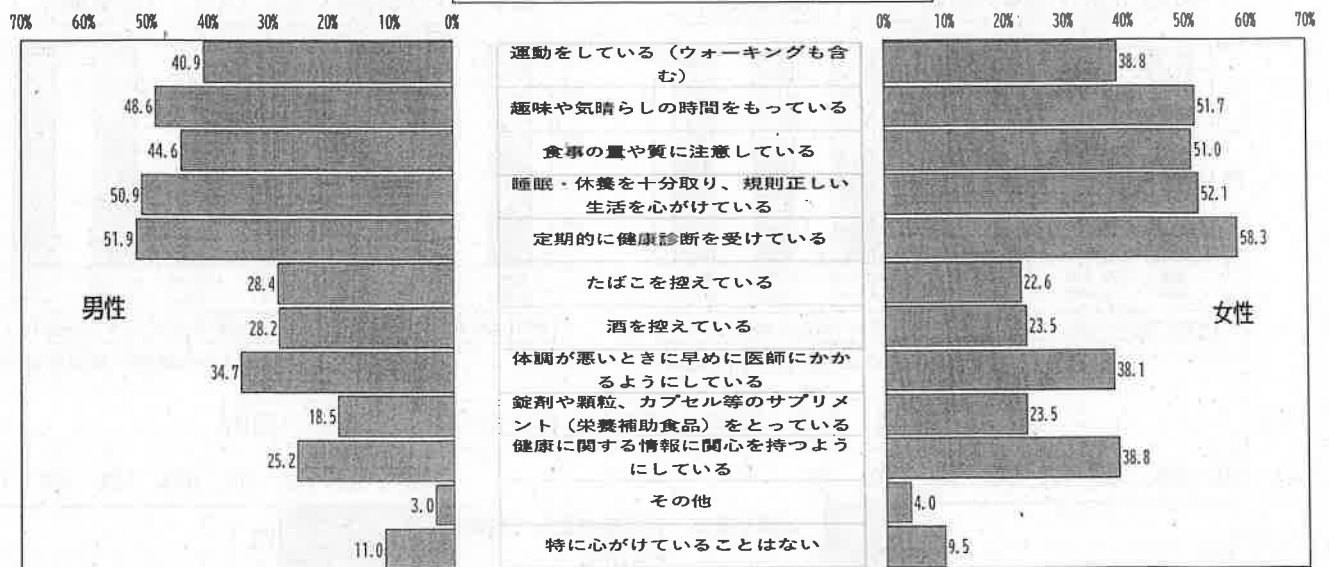 70% 60% 50% 40% 30% 20% 10% 0%
0% 10% 20% 30% 40% 50% 60% 70%
40.9 運動をしている（ウォーキングも含 38.8
む）
48.6 趣味や気晴らしの時間をもっている 51.7
44.6 食事の量や質に注意している 51.0
50.9 睡眠・休養を十分取り、規則正しい 52.1
生活を心がけている
51.9 定期的に健康診断を受けている 58.3
28.4 たばこを控えている 22.6
男性
女性
28.2 酒を控えている 23.5
34.7 体調が悪いときに早めに医師にかか 38.1
るようにしている
18.5 錠剤や顆粒、カプセル等のサプリメ 23.5
ント（栄養補助食品）をとっている
25.2 健康に関する情報に関心を持つよう 38.8
にしている
3.0 その他 4.0
11.0 特に心がけていることはない 9.5